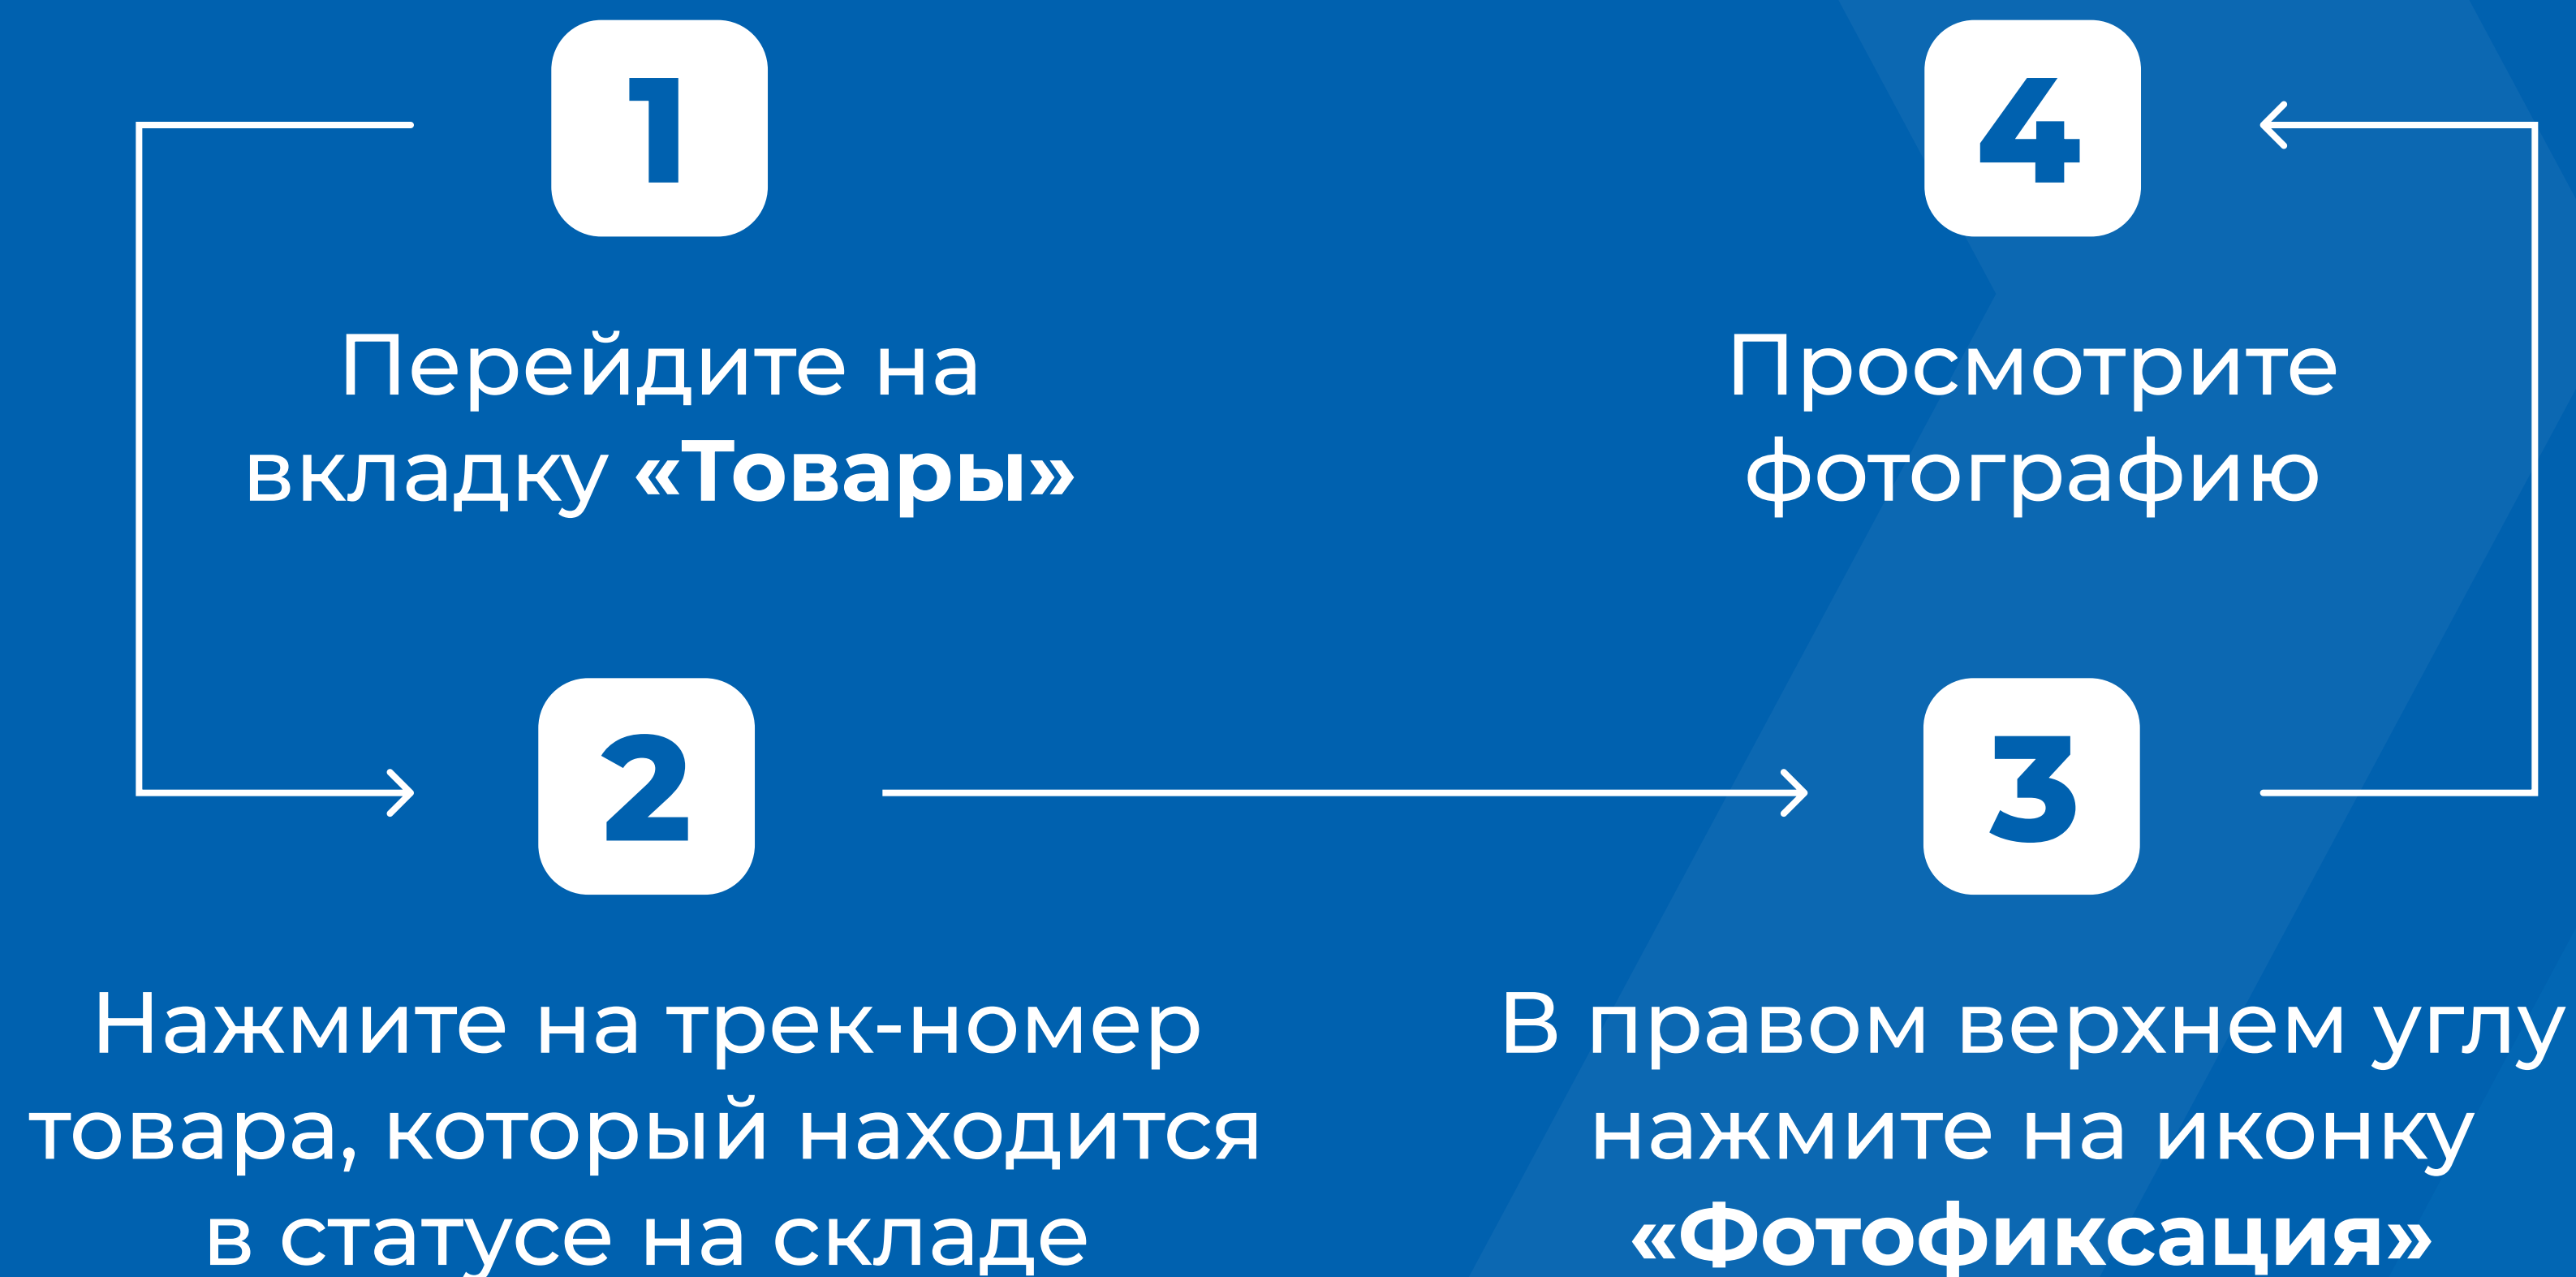 1
Перейдите на
вкладку «Товары»
2
Нажмите на трек-номер
товара, который находится
в статусе на складе
3
В правом верхнем углу
нажмите на иконку
«Фотофиксация»
4
Просмотрите
фотографию